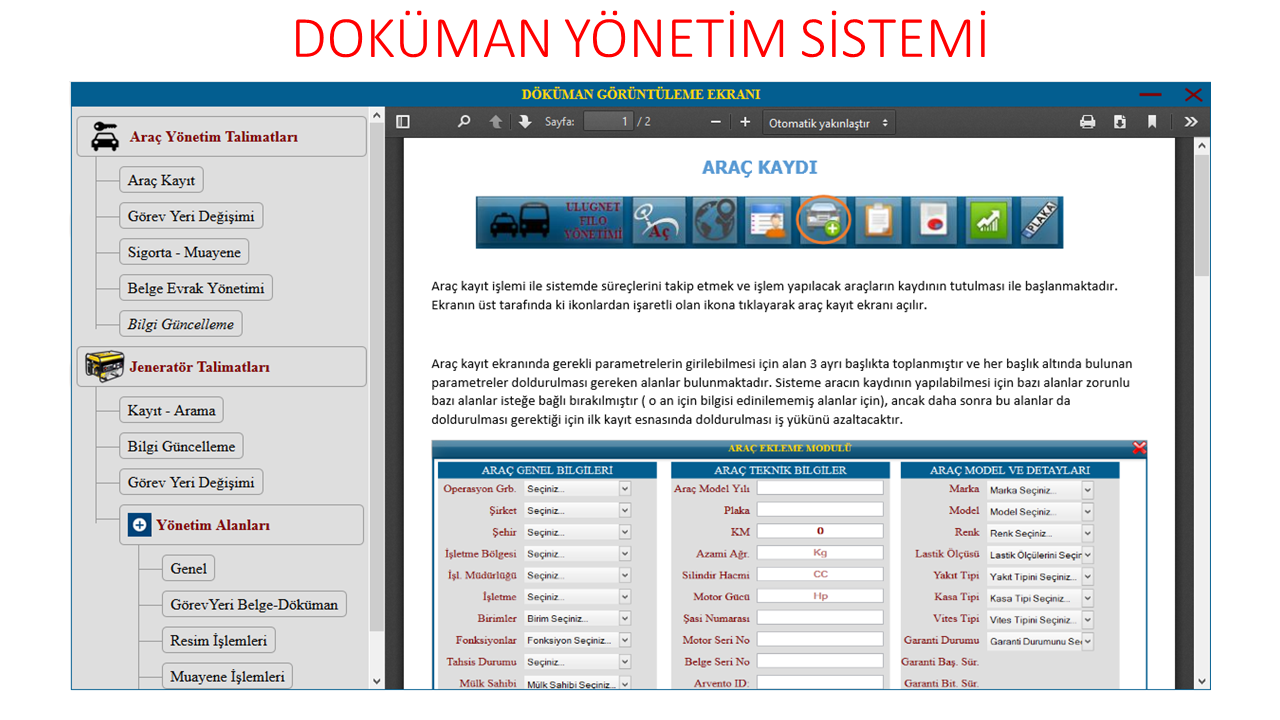 DOKÜMAN YÖNETİM SİSTEMİ
DÖKÜMAN GÖRÜNTÜLEME EKRANI
Araç Yönetim Talimatları
Araç Kayıt
Görev Yeri Değişimi
Sigorta - Muayene
Belge Evrak Yönetimi
Bilgi Güncelleme
Jeneratör Talimatları
Kayıt - Arama
Bilgi Güncelleme
Görev Yeri Değişimi
Yönetim Alanları
Genel
GörevYeri Belge-Döküman
Resim İşlemleri
Muayene İşlemleri
Sayfa: 1 / 2
Otomatik yakınlaştır
ARAÇ KAYDI
ULUGNET
FILO
YÖNETİMİ
Aç
PLAKA
Araç kayıt işlemi ile sistemde süreçlerini takip etmek ve işlem yapılacak araçların kaydının tutulması ile başlanmaktadır.
Ekranın üst tarafında ki ikonlardan işaretli olan ikona tıklayarak araç kayıt ekranı açılır.
Araç kayıt ekranında gerekli parametrelerin girilebilmesi için alan 3 ayrı başlıkta toplanmıştır ve her başlık altında bulunan
parametreler doldurulması gereken alanlar bulunmaktadır. Sisteme aracın kaydının yapılabilmesi için bazı alanlar zorunlu
bazı alanlar isteğe bağlı bırakılmıştır ( o an için bilgisi edinilememiş alanlar için), ancak daha sonra bu alanlar da
doldurulması gerektiği için ilk kayıt esnasında doldurulması iş yükünü azaltacaktır.
ARAÇ EKLEME MODULÜ
ARAÇ GENEL BİLGİLERİ
Operasyon Grb. Seçiniz...
Şirket Seçiniz...
Şehir Seçiniz...
İşletme Bölgesi Seçiniz...
İşl. Müdürlüğü Seçiniz...
İşletme Seçiniz...
Birimler Birim Seçiniz...
Fonksiyonlar Fonksiyon Seçiniz...
Tahsis Durumu Seçiniz...
Mülk Sahibi Mülk Sahibi Seçiniz...
ARAÇ TEKNİK BİLGİLER
Araç Model Yılı
Plaka
KM 0
Azami Ağr. Kg
Silindir Hacmi CC
Motor Gücü Hp
Şasi Numarası
Motor Seri No
Belge Seri No
Arvento ID:
ARAÇ MODEL VE DETAYLARI
Marka Marka Seçiniz...
Model Model Seçiniz...
Renk Renk Seçiniz...
Lastik Ölçüsü Lastik Ölçülerini Seçin
Yakıt Tipi Yakıt Tipini Seçiniz...
Kasa Tipi Kasa Tipi Seçiniz...
Vites Tipi Vites Tipini Seçiniz...
Garanti Durumu Garanti Durumunu Seç
Garanti Baş. Sür.
Garanti Bit. Sür.